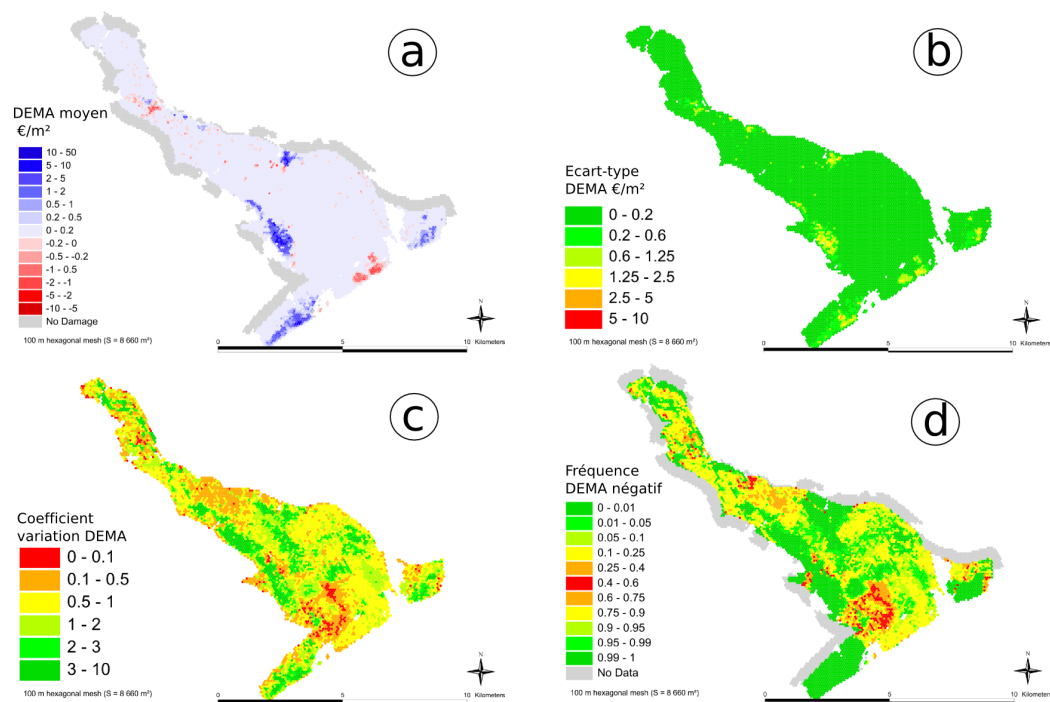 a
DEMA moyen
€/m²
10 - 50
5 - 10
2 - 5
1 - 2
0.5 - 1
0.2 - 0.5
0 - 0.2
-0.2 - 0
-0.5 - -0.2
-1 - 0.5
-2 - -1
-5 - -2
-10 - -5
No Damage
100 m hexagonal mesh (S = 8 660 m²)
N
0 5 10 Kilometers
b
Ecart-type
DEMA €/m²
0 - 0.2
0.2 - 0.6
0.6 - 1.25
1.25 - 2.5
2.5 - 5
5 - 10
100 m hexagonal mesh (S = 8 660 m²)
N
0 5 10 Kilometers
c
Coefficient
variation DEMA
0 - 0.1
0.1 - 0.5
0.5 - 1
1 - 2
2 - 3
3 - 10
100 m hexagonal mesh (S = 8 660 m²)
N
0 5 10 Kilometers
d
Fréquence
DEMA négatif
0 - 0.01
0.01 - 0.05
0.05 - 0.1
0.1 - 0.25
0.25 - 0.4
0.4 - 0.6
0.6 - 0.75
0.75 - 0.9
0.9 - 0.95
0.95 - 0.99
0.99 - 1
No Data
100 m hexagonal mesh (S = 8 660 m²)
N
0 5 10 Kilometers